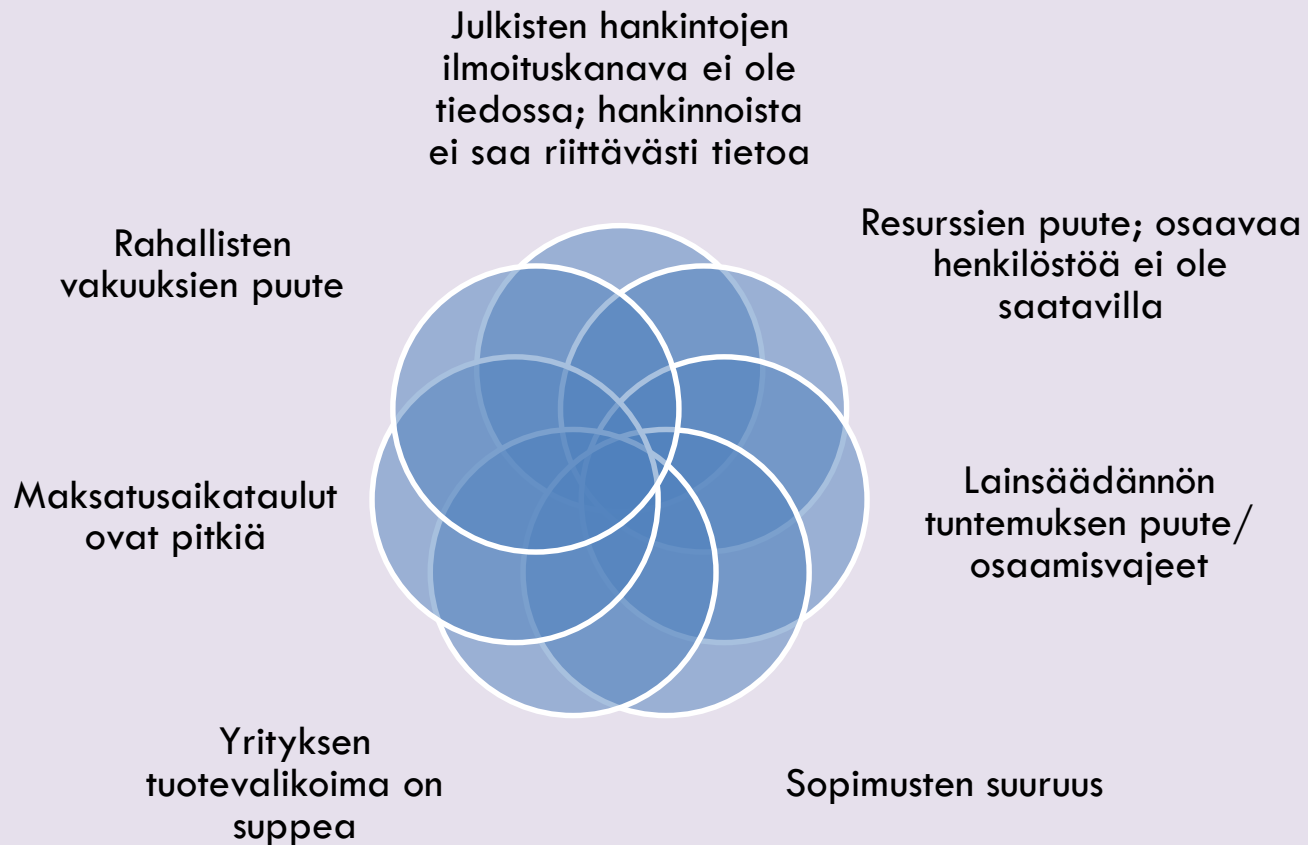 Julkisten hankintojen
ilmoituskanava ei ole
tiedossa; hankinnoista
ei saa riittävästi tietoa
Resurssien puute; osaavaa
henkilöstöä ei ole
saatavilla
Lainsäädännön
tuntemuksen puute/
osaamisvajeet
Sopimusten suuruus
Yrityksen
tuotevalikoima on
suppea
Maksatusaikataulut
ovat pitkiä
Rahallisten
vakuuksien puute